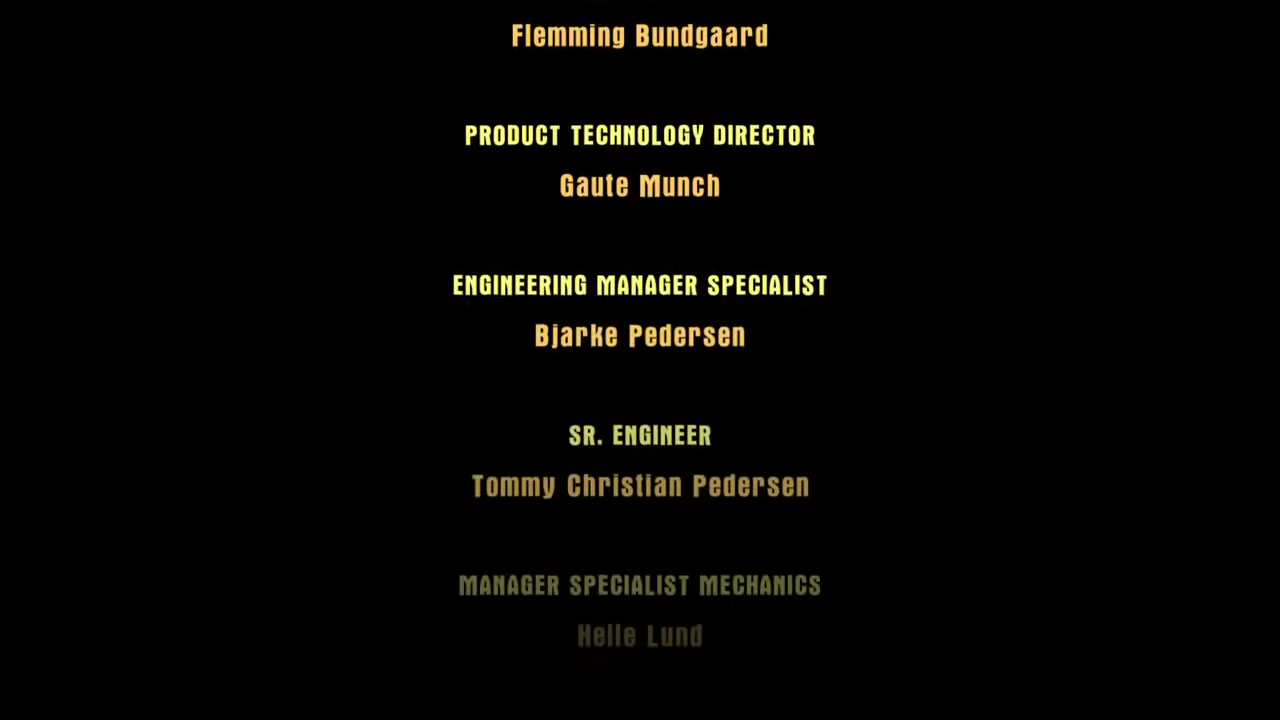 Flemming Bundgaard
PRODUCT TECHNOLOGY DIRECTOR
Gaute Munch
ENGINEERING MANAGER SPECIALIST
Bjarke Pedersen
SR. ENGINEER
Tommy Christian Pedersen
MANAGER SPECIALIST MECHANICS
Helle Lund